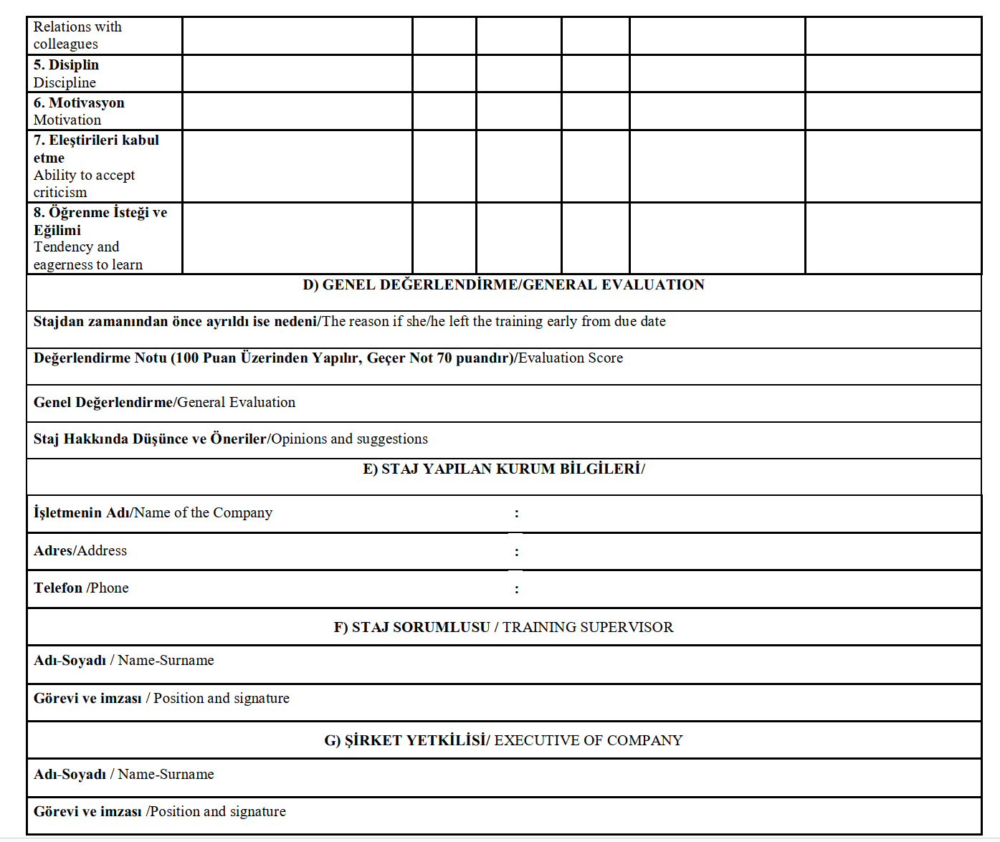 Relations with
colleagues
5. Disiplin
Discipline
6. Motivasyon
Motivation
7. Eleştirileri kabul
etme
Ability to accept
criticism
8. Öğrenme İsteği ve
Eğilimi
Tendency and
eagerness to learn
D) GENEL DEĞERLENDİRME/GENERAL EVALUATION
Stajdan zamanından önce ayrıldı ise nedeni/The reason if she/he left the training early from due date
Değerlendirme Notu (100 Puan Üzerinden Yapılır, Geçer Not 70 puandır)/Evaluation Score
Genel Değerlendirme/General Evaluation
Staj Hakkında Düşünce ve Öneriler/Opinions and suggestions
E) STAJ YAPILAN KURUM BİLGİLERİ/
İşletmenin Adı/Name of the Company :
Adres/Address :
Telefon /Phone :
F) STAJ SORUMLUSU / TRAINING SUPERVISOR
Adı-Soyadı / Name-Surname
Görevi ve imzası / Position and signature
G) ŞİRKET YETKİLİSİ/ EXECUTIVE OF COMPANY
Adı-Soyadı / Name-Surname
Görevi ve imzası /Position and signature